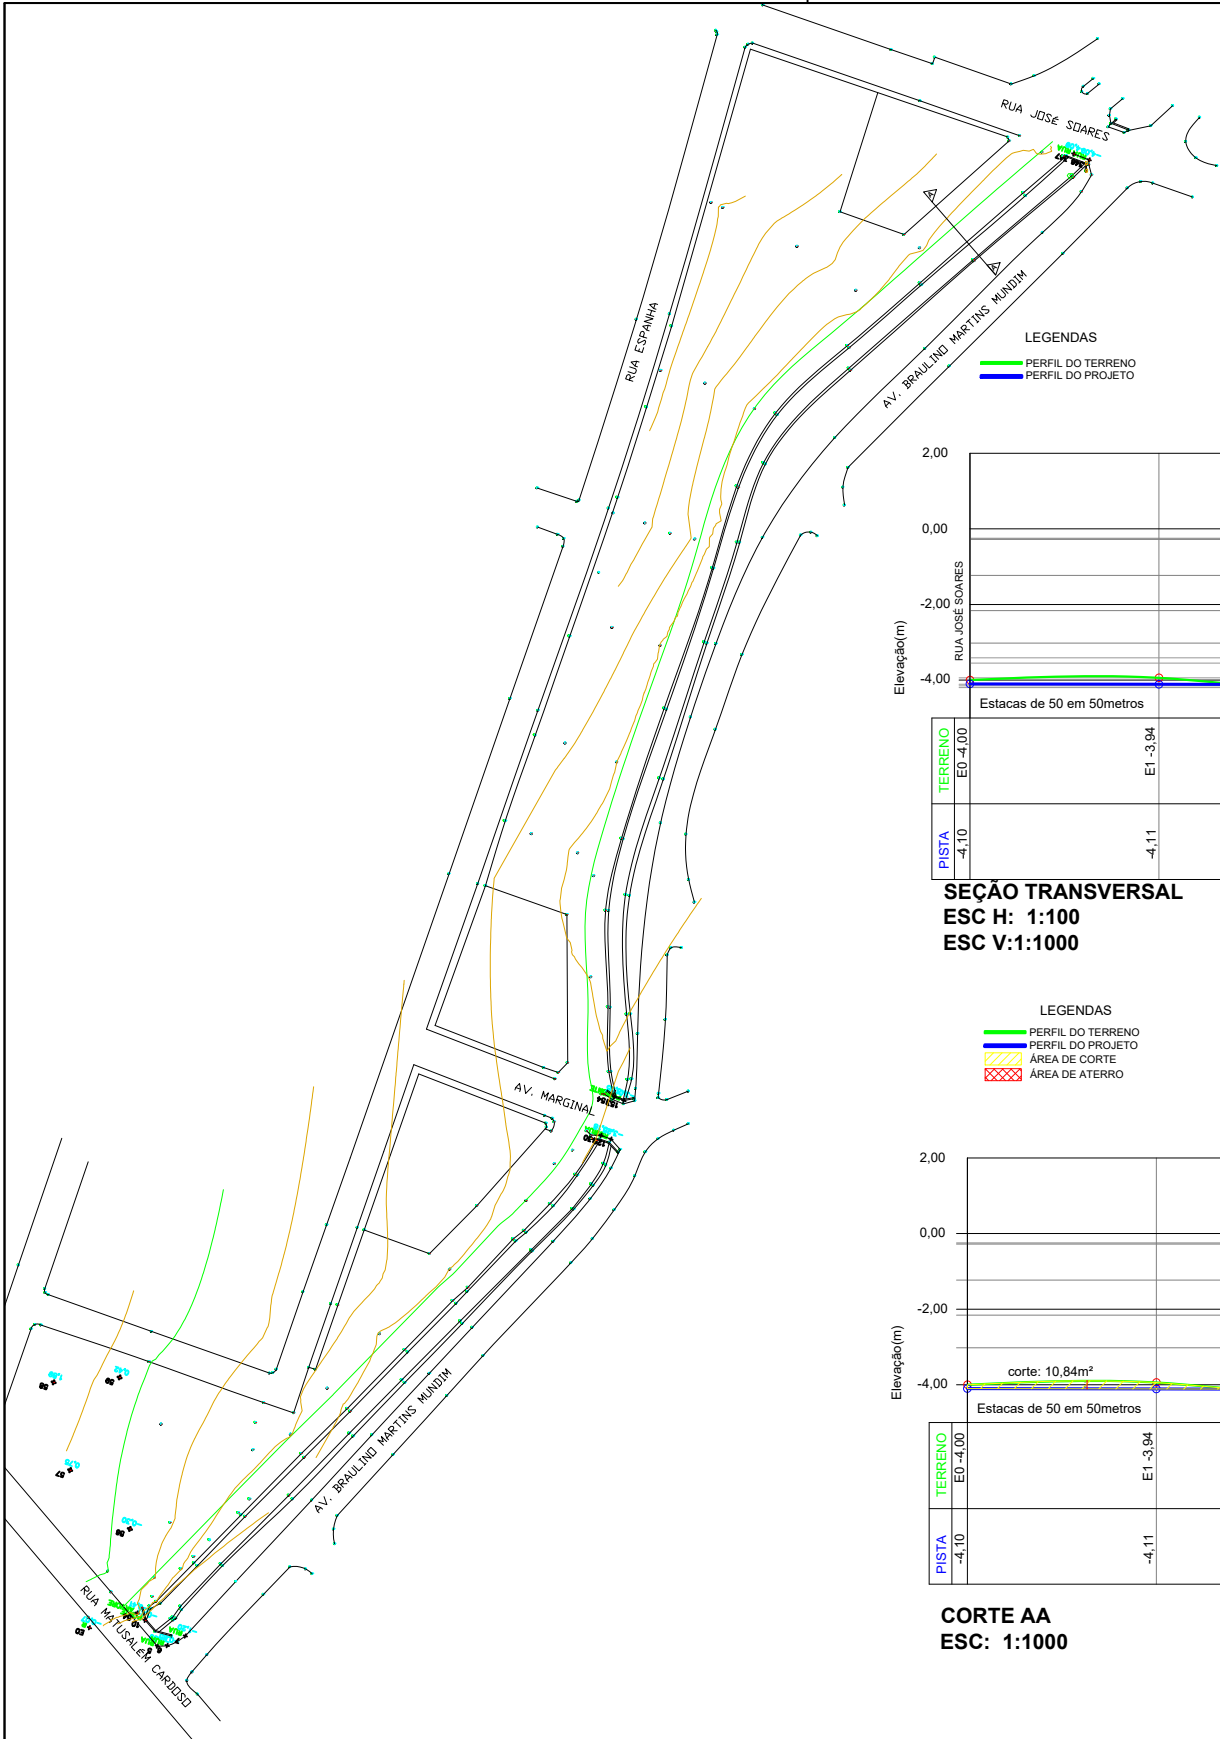 RUA JOSÉ SOARES
RUA ESPANHA
AV. BRAULINO MARTINS MUNDIM
LEGENDAS
PERFIL DO TERRENO
PERFIL DO PROJETO
2,00
0,00
-2,00
-4,00
Elevação(m)
RUA JOSÉ SOARES
Estacas de 50 em 50metros
TERRENO
E0 -4,00
E1 -3,94
PISTA
-4,10
-4,11
SEÇÃO TRANSVERSAL
ESC H: 1:100
ESC V:1:1000
LEGENDAS
PERFIL DO TERRENO
PERFIL DO PROJETO
ÁREA DE CORTE
ÁREA DE ATERRO
AV. MARGINAL
2,00
0,00
-2,00
-4,00
Elevação(m)
corte: 10,84m²
Estacas de 50 em 50metros
TERRENO
E0 -4,00
E1 -3,94
PISTA
-4,10
-4,11
CORTE AA
ESC: 1:1000
AV. BRAULINO MARTINS MUNDIM
59
58
57
56
RUA MATUSALÉM CARDOSO